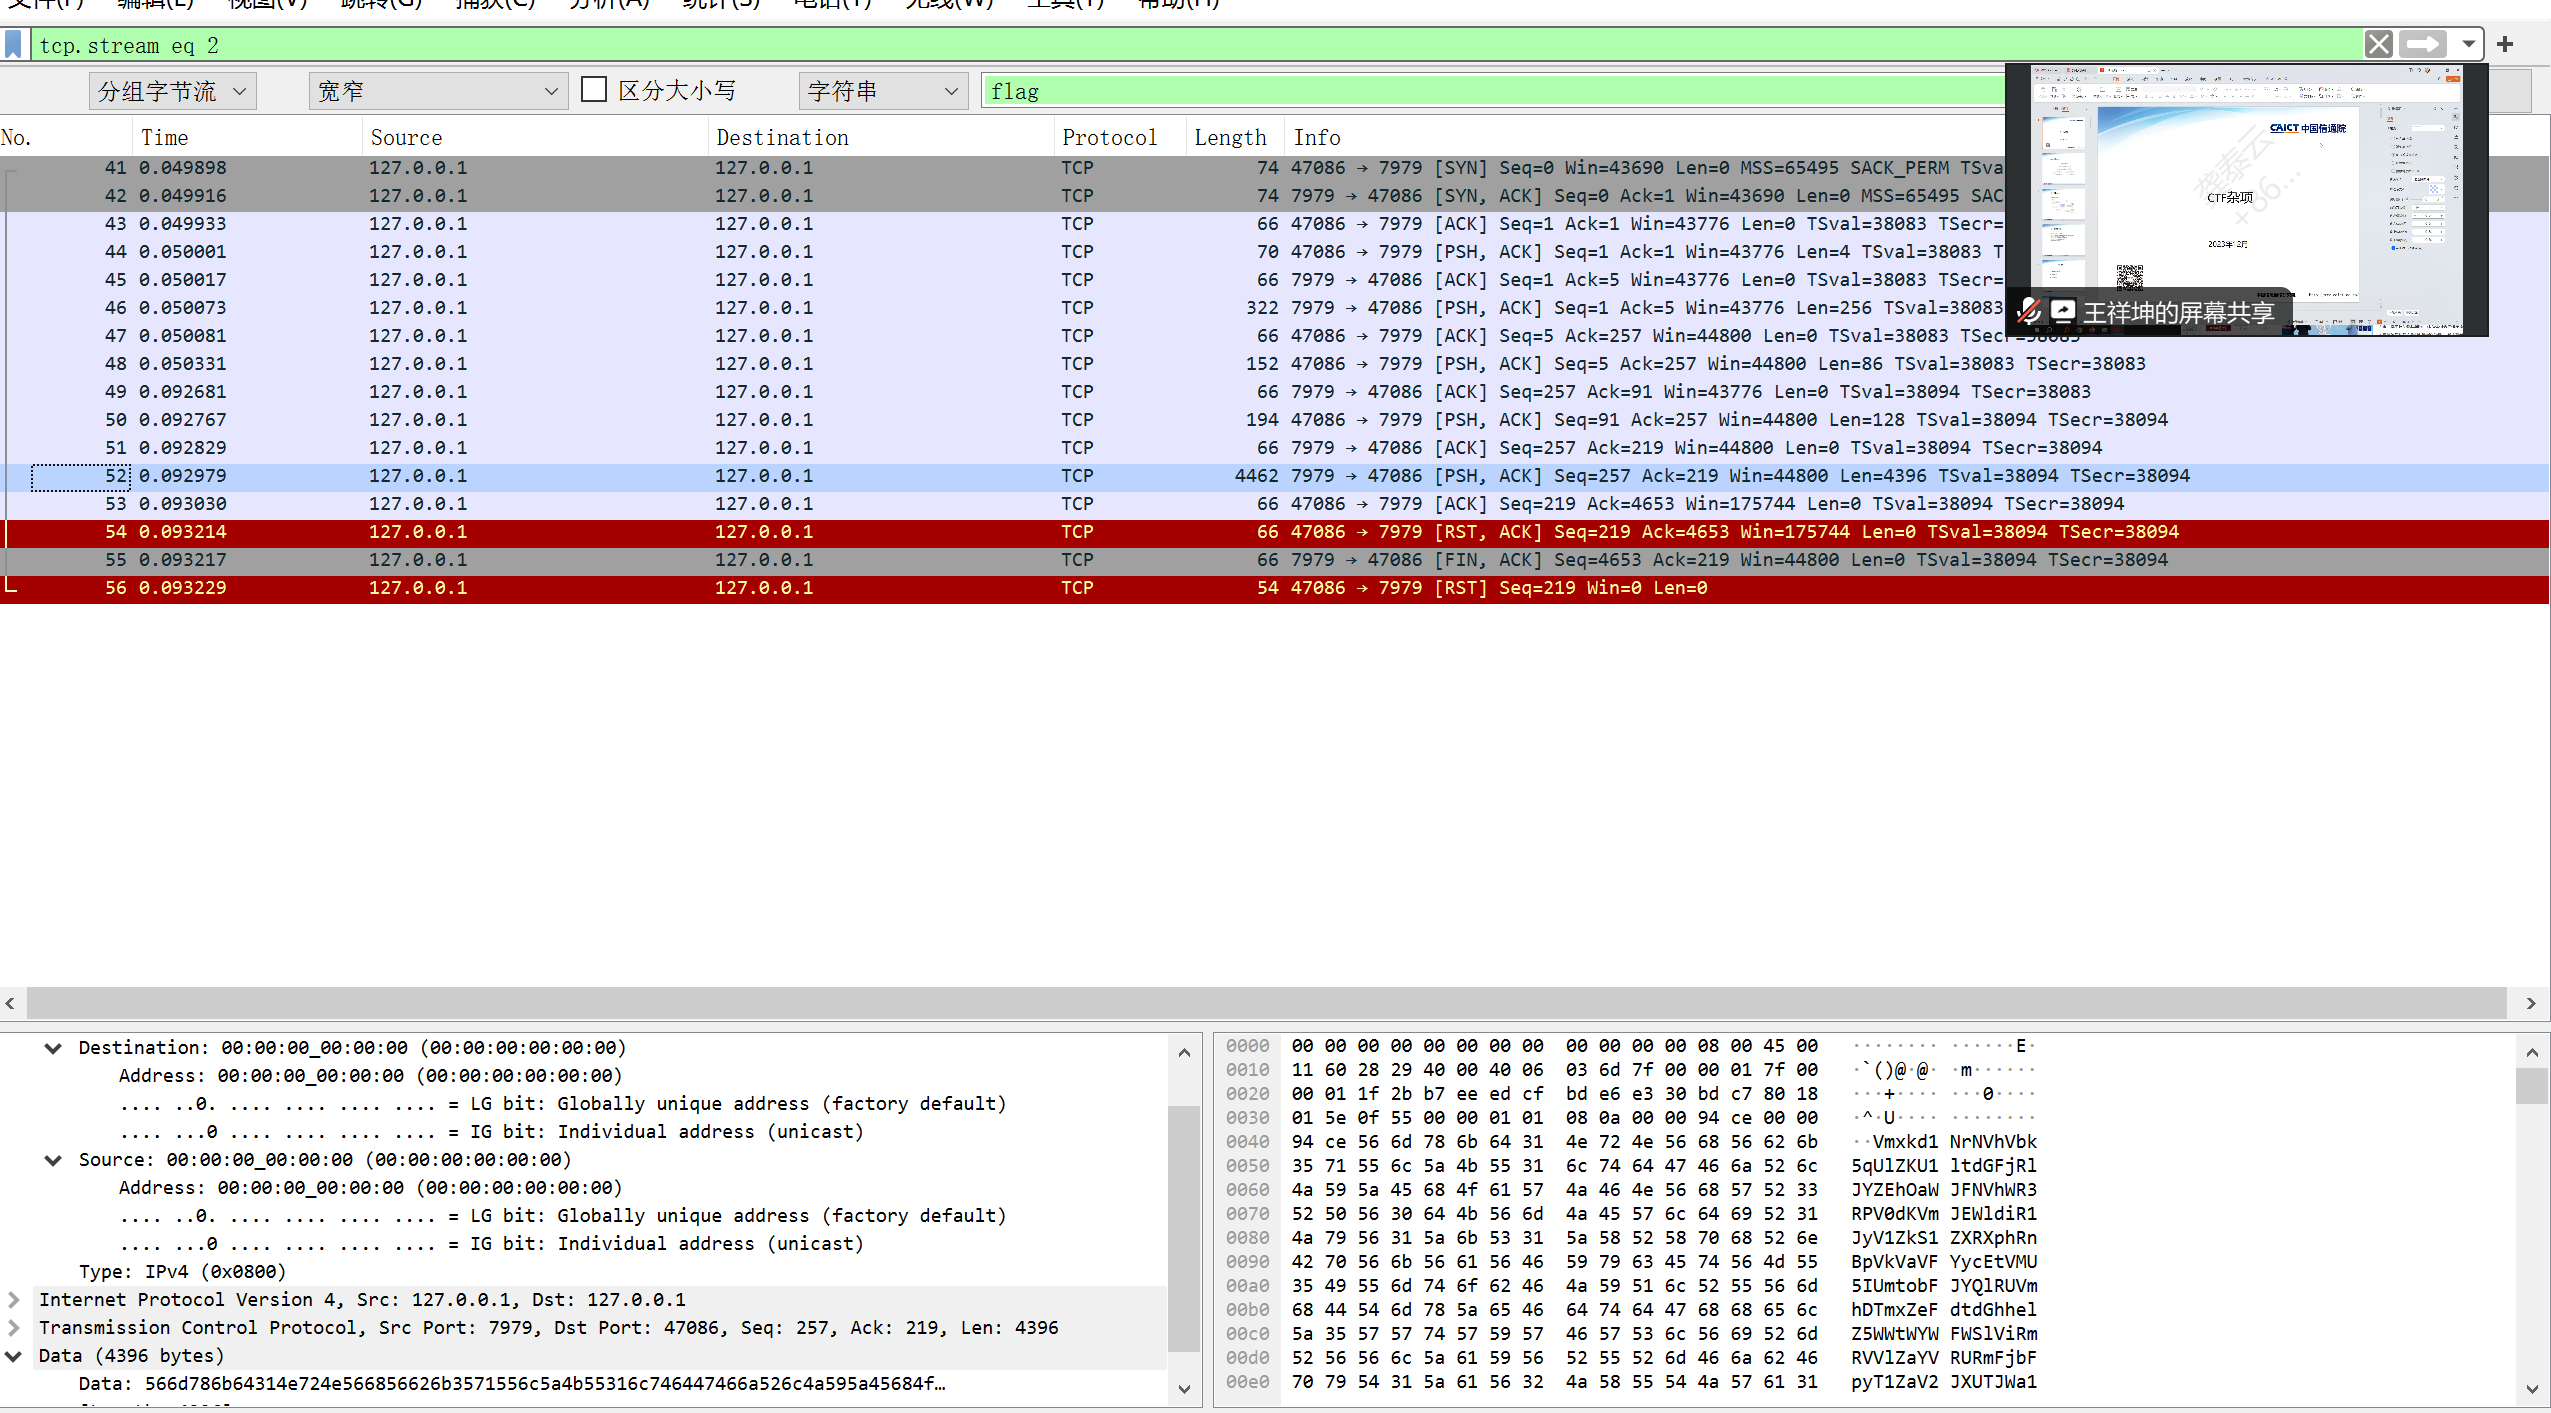 文件(F) 编辑(E) 视图(V) 跳转(G) 捕获(C) 分析(A) 统计(S) 电话(Y) 无线(W) 工具(T) 帮助(H)
tcp.stream eq 2
分组字节流 宽窄 区分大小写 字符串 flag
No. Time Source Destination Protocol Length Info
41 0.049898 127.0.0.1 127.0.0.1 TCP 74 47086 → 7979 [SYN] Seq=0 Win=43690 Len=0 MSS=65495 SACK_PERM TSva
42 0.049916 127.0.0.1 127.0.0.1 TCP 74 7979 → 47086 [SYN, ACK] Seq=0 Ack=1 Win=43690 Len=0 MSS=65495 SAC
43 0.049933 127.0.0.1 127.0.0.1 TCP 66 47086 → 7979 [ACK] Seq=1 Ack=1 Win=43776 Len=0 TSval=38083 TSecr=
44 0.050001 127.0.0.1 127.0.0.1 TCP 70 47086 → 7979 [PSH, ACK] Seq=1 Ack=1 Win=43776 Len=4 TSval=38083 T
45 0.050017 127.0.0.1 127.0.0.1 TCP 66 7979 → 47086 [ACK] Seq=1 Ack=5 Win=43776 Len=0 TSval=38083 TSecr=
46 0.050073 127.0.0.1 127.0.0.1 TCP 322 7979 → 47086 [PSH, ACK] Seq=1 Ack=5 Win=43776 Len=256 TSval=38083
47 0.050081 127.0.0.1 127.0.0.1 TCP 66 47086 → 7979 [ACK] Seq=5 Ack=257 Win=44800 Len=0 TSval=38083 TSecr=38083
48 0.050331 127.0.0.1 127.0.0.1 TCP 152 47086 → 7979 [PSH, ACK] Seq=5 Ack=257 Win=44800 Len=86 TSval=38083 TSecr=38083
49 0.092681 127.0.0.1 127.0.0.1 TCP 66 7979 → 47086 [ACK] Seq=257 Ack=91 Win=43776 Len=0 TSval=38094 TSecr=38083
50 0.092767 127.0.0.1 127.0.0.1 TCP 194 47086 → 7979 [PSH, ACK] Seq=91 Ack=257 Win=44800 Len=128 TSval=38094 TSecr=38094
51 0.092829 127.0.0.1 127.0.0.1 TCP 66 7979 → 47086 [ACK] Seq=257 Ack=219 Win=44800 Len=0 TSval=38094 TSecr=38094
52 0.092979 127.0.0.1 127.0.0.1 TCP 4462 7979 → 47086 [PSH, ACK] Seq=257 Ack=219 Win=44800 Len=4396 TSval=38094 TSecr=38094
53 0.093030 127.0.0.1 127.0.0.1 TCP 66 47086 → 7979 [ACK] Seq=219 Ack=4653 Win=175744 Len=0 TSval=38094 TSecr=38094
54 0.093214 127.0.0.1 127.0.0.1 TCP 66 47086 → 7979 [RST, ACK] Seq=219 Ack=4653 Win=175744 Len=0 TSval=38094 TSecr=38094
55 0.093217 127.0.0.1 127.0.0.1 TCP 66 7979 → 47086 [FIN, ACK] Seq=4653 Ack=219 Win=44800 Len=0 TSval=38094 TSecr=38094
56 0.093229 127.0.0.1 127.0.0.1 TCP 54 47086 → 7979 [RST] Seq=219 Win=0 Len=0
CAICT 中国信通院
龚泰云
+86...
CTF杂项
2023年12月
王祥坤的屏幕共享
Destination: 00:00:00_00:00:00 (00:00:00:00:00:00)
Address: 00:00:00_00:00:00 (00:00:00:00:00:00)
.... ..0. .... .... .... .... = LG bit: Globally unique address (factory default)
.... ...0 .... .... .... .... = IG bit: Individual address (unicast)
Source: 00:00:00_00:00:00 (00:00:00:00:00:00)
Address: 00:00:00_00:00:00 (00:00:00:00:00:00)
.... ..0. .... .... .... .... = LG bit: Globally unique address (factory default)
.... ...0 .... .... .... .... = IG bit: Individual address (unicast)
Type: IPv4 (0x0800)
Internet Protocol Version 4, Src: 127.0.0.1, Dst: 127.0.0.1
Transmission Control Protocol, Src Port: 7979, Dst Port: 47086, Seq: 257, Ack: 219, Len: 4396
Data (4396 bytes)
Data: 566d786b64314e724e566856626b3571556c5a4b55316c746447466a526c4a595a45684f…
0000 00 00 00 00 00 00 00 00 00 00 00 00 08 00 45 00 ········ ······E·
0010 11 60 28 29 40 00 40 06 03 6d 7f 00 00 01 7f 00 ·`()@·@· ·m······
0020 00 01 1f 2b b7 ee ed cf bd e6 e3 30 bd c7 80 18 ···+···· ···0····
0030 01 5e 0f 55 00 00 01 01 08 0a 00 00 94 ce 00 00 ·^·U···· ········
0040 94 ce 56 6d 78 6b 64 31 4e 72 4e 56 68 56 62 6b ··Vmxkd1 NrNVhVbk
0050 35 71 55 6c 5a 4b 55 31 6c 74 64 47 46 6a 52 6c 5qUlZKU1 ltdGFjRl
0060 4a 59 5a 45 68 4f 61 57 4a 46 4e 56 68 57 52 33 JYZEhOaW JFNVhWR3
0070 52 50 56 30 64 4b 56 6d 4a 45 57 6c 64 69 52 31 RPV0dKVm JEWldiR1
0080 4a 79 56 31 5a 6b 53 31 5a 58 52 58 70 68 52 6e JyV1ZkS1 ZXRXphRn
0090 42 70 56 6b 56 61 56 46 59 79 63 45 74 56 4d 55 BpVkVaVF YycEtVMU
00a0 35 49 55 6d 74 6f 62 46 4a 59 51 6c 52 55 56 6d 5IUmtobF JYQlRUVm
00b0 68 44 54 6d 78 5a 65 46 64 74 64 47 68 68 65 6c hDTmxZeF dtdGhhel
00c0 5a 35 57 57 74 57 59 57 46 57 53 6c 56 69 52 6d Z5WWtWYW FWSlViRm
00d0 52 56 56 6c 5a 61 59 56 52 55 52 6d 46 6a 62 46 RVVlZaYV RURmFjbF
00e0 70 79 54 31 5a 61 56 32 4a 58 55 54 4a 57 61 31 pyT1ZaV2 JXUTJWa1